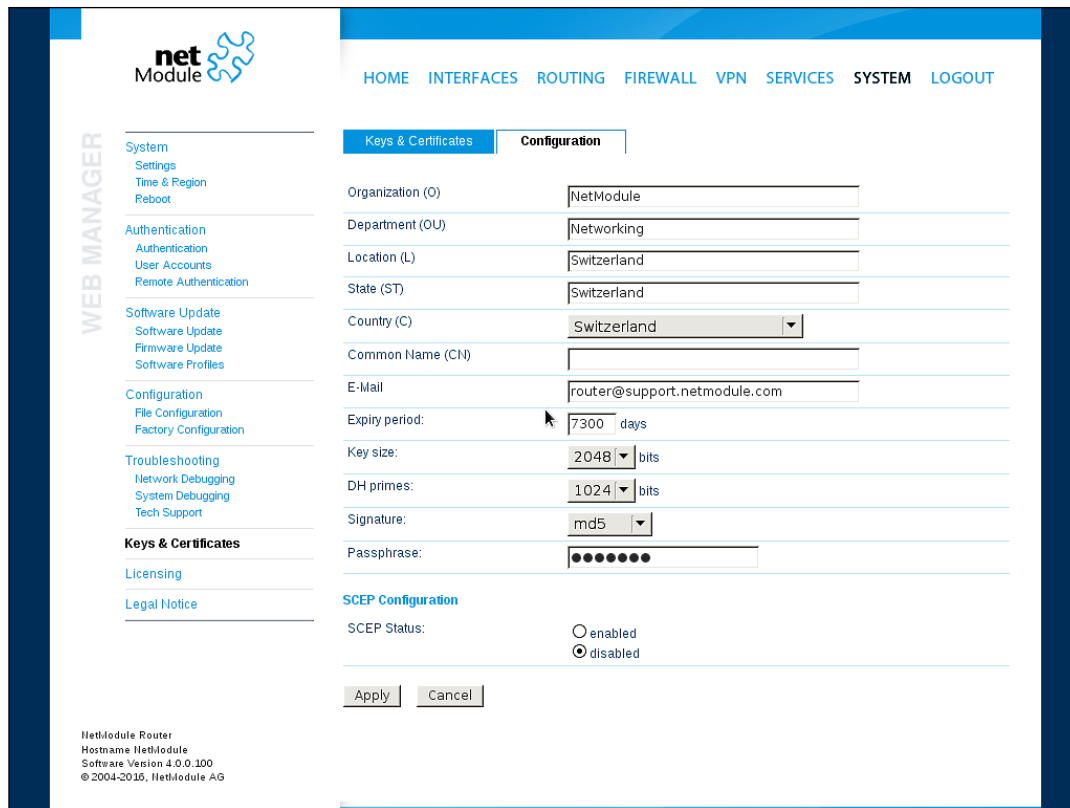 net
Module
HOME INTERFACES ROUTING FIREWALL VPN SERVICES SYSTEM LOGOUT
WEB MANAGER
System
Settings
Time & Region
Reboot
Authentication
Authentication
User Accounts
Remote Authentication
Software Update
Software Update
Firmware Update
Software Profiles
Configuration
File Configuration
Factory Configuration
Troubleshooting
Network Debugging
System Debugging
Tech Support
Keys & Certificates
Licensing
Legal Notice
Keys & Certificates Configuration
Organization (O) NetModule
Department (OU) Networking
Location (L) Switzerland
State (ST) Switzerland
Country (C) Switzerland
Common Name (CN)
E-Mail router@support.netmodule.com
Expiry period: 7300 days
Key size: 2048 bits
DH primes: 1024 bits
Signature: md5
Passphrase: ●●●●●●●
SCEP Configuration
SCEP Status: enabled
disabled
Apply Cancel
NetModule Router
Hostname NetModule
Software Version 4.0.0.100
© 2004-2016, NetModule AG